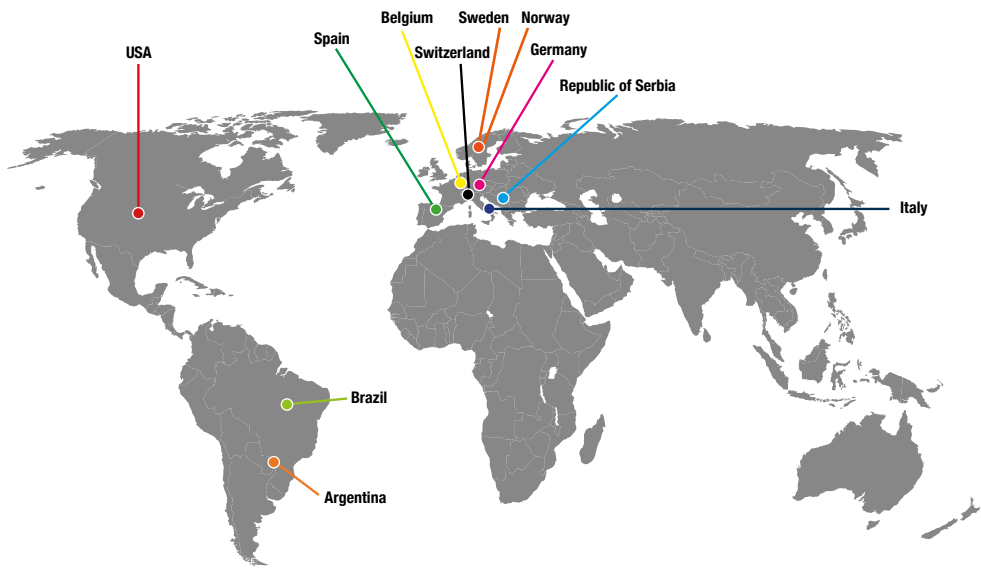 Belgium
Sweden
Norway
Spain
USA
Switzerland
Germany
Republic of Serbia
Italy
Brazil
Argentina